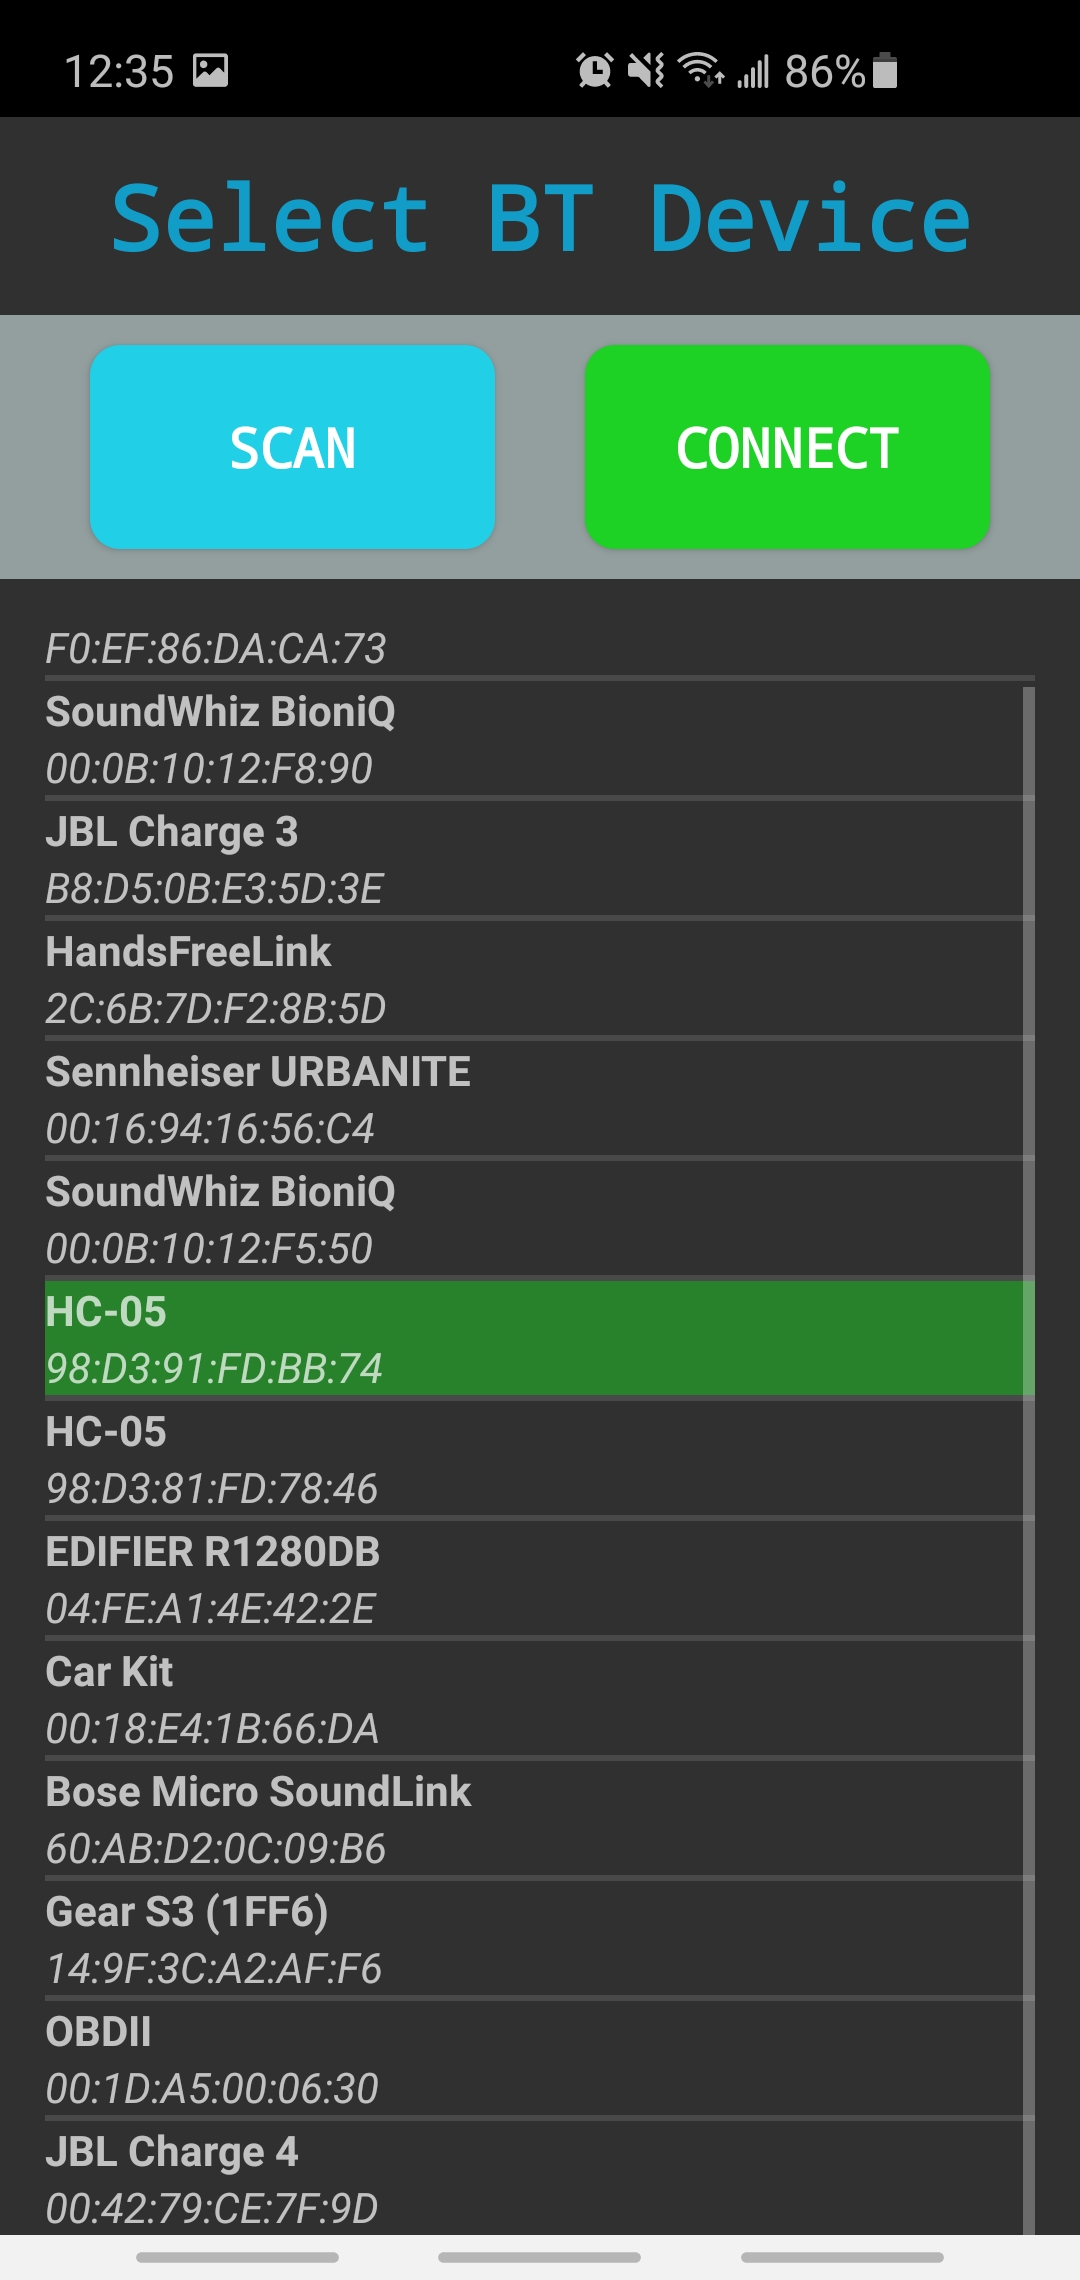 12:35 86%
Select BT Device
SCAN CONNECT
F0:EF:86:DA:CA:73
SoundWhiz BioniQ
00:0B:10:12:F8:90
JBL Charge 3
B8:D5:0B:E3:5D:3E
HandsFreeLink
2C:6B:7D:F2:8B:5D
Sennheiser URBANITE
00:16:94:16:56:C4
SoundWhiz BioniQ
00:0B:10:12:F5:50
HC-05
98:D3:91:FD:BB:74
HC-05
98:D3:81:FD:78:46
EDIFIER R1280DB
04:FE:A1:4E:42:2E
Car Kit
00:18:E4:1B:66:DA
Bose Micro SoundLink
60:AB:D2:0C:09:B6
Gear S3 (1FF6)
14:9F:3C:A2:AF:F6
OBDII
00:1D:A5:00:06:30
JBL Charge 4
00:42:79:CE:7F:9D